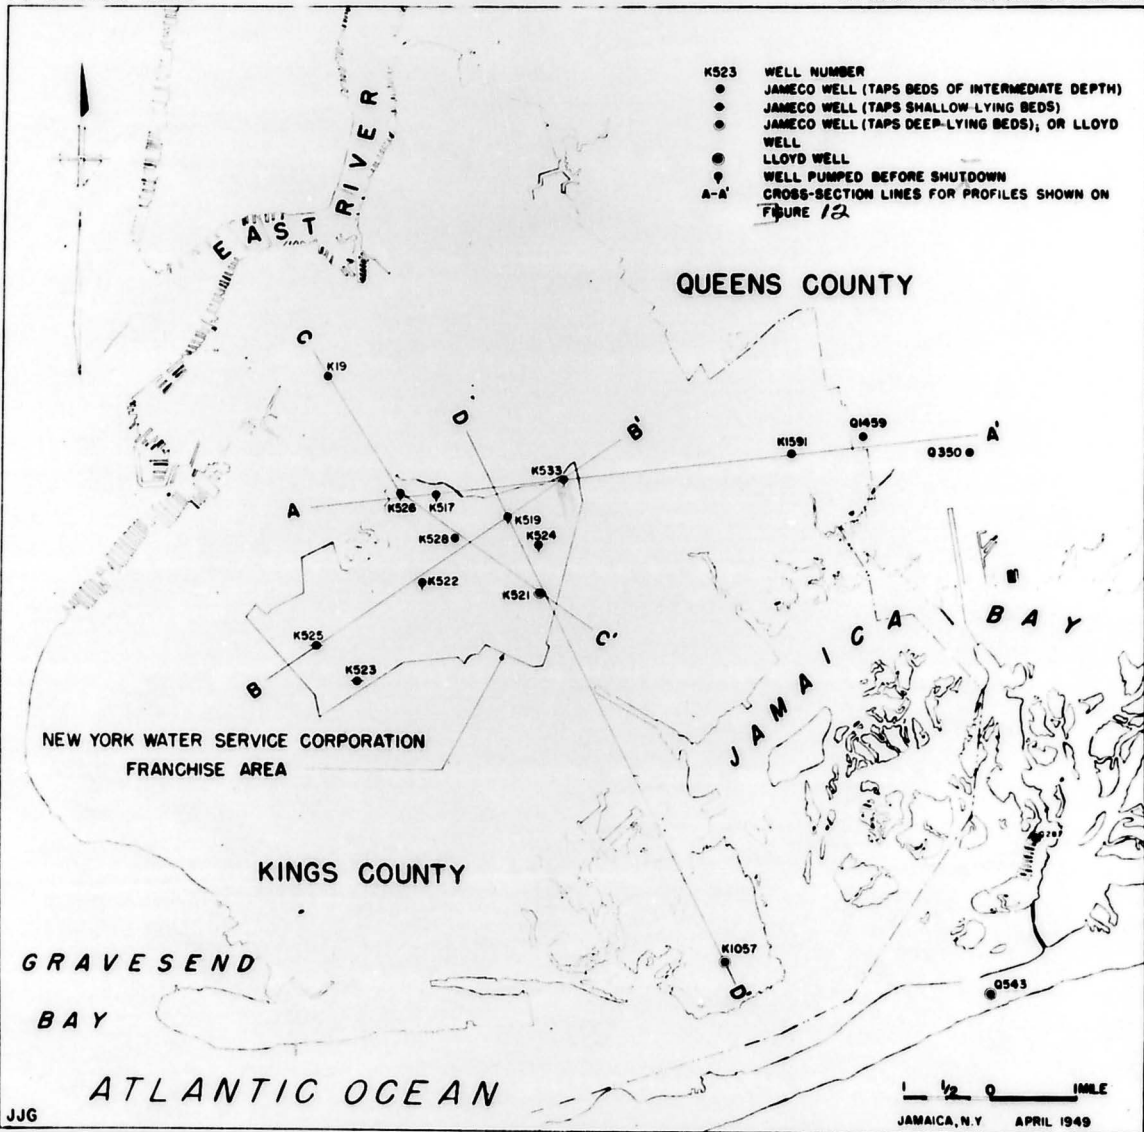 K523 WELL NUMBER
JAMECO WELL (TAPS BEDS OF INTERMEDIATE DEPTH)
JAMECO WELL (TAPS SHALLOW LYING BEDS)
JAMECO WELL (TAPS DEEP-LYING BEDS), OR LLOYD
WELL
LLOYD WELL
WELL PUMPED BEFORE SHUTDOWN
A-A' CROSS-SECTION LINES FOR PROFILES SHOWN ON
FIGURE 12
EAST RIVER
QUEENS COUNTY
C
K19
D
B'
Q1459
K1591
A'
Q350
K533
A
K526
K517
K519
K528
K524
K522
K521
C'
K525
K523
B
JAMAICA BAY
NEW YORK WATER SERVICE CORPORATION
FRANCHISE AREA
KINGS COUNTY
K1057
D'
Q543
GRAVESEND
BAY
ATLANTIC OCEAN
1 1/2 0 1MILE
JJG
JAMAICA, N.Y. APRIL 1949